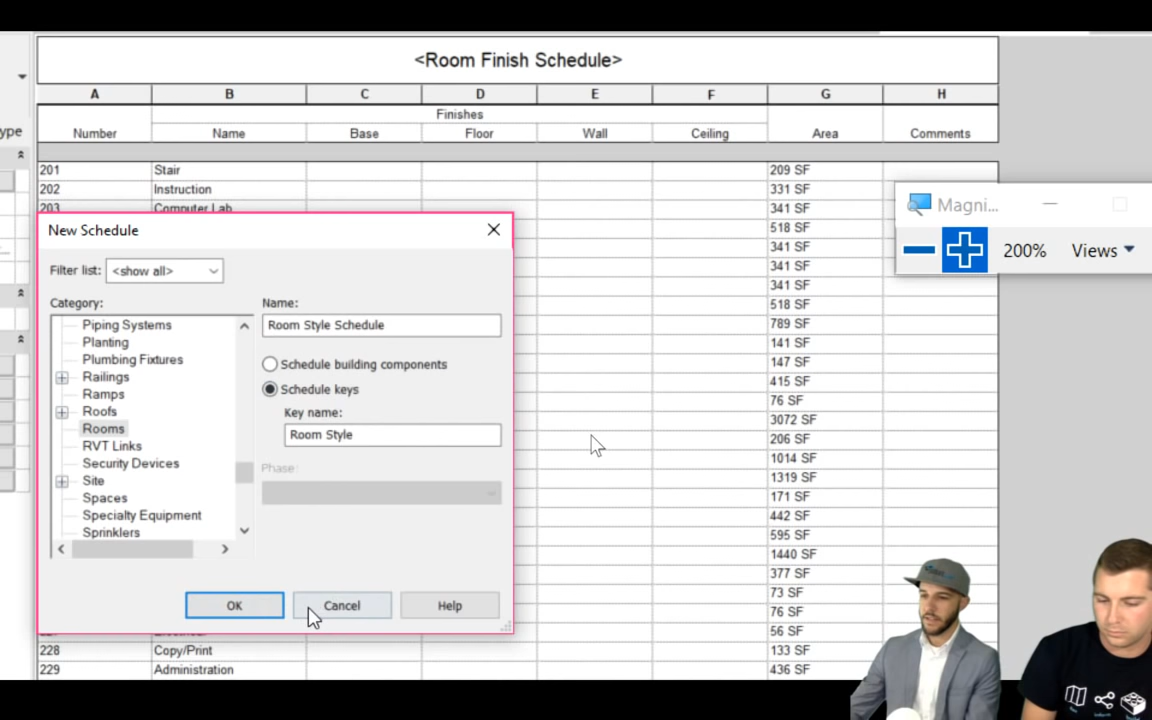 <Room Finish Schedule>
A B C D E F G H
Finishes
Number Name Base Floor Wall Ceiling Area Comments
201 Stair 209 SF
202 Instruction 331 SF
203 Computer Lab 341 SF
518 SF
341 SF
341 SF
341 SF
518 SF
789 SF
141 SF
147 SF
415 SF
76 SF
3072 SF
206 SF
1014 SF
1319 SF
171 SF
442 SF
595 SF
1440 SF
377 SF
73 SF
76 SF
56 SF
228 Copy/Print 133 SF
229 Administration 436 SF
ype
New Schedule
Filter list: <show all>
Category:
Piping Systems
Planting
Plumbing Fixtures
Railings
Ramps
Roofs
Rooms
RVT Links
Security Devices
Site
Spaces
Specialty Equipment
Sprinklers
Name:
Room Style Schedule
Schedule building components
Schedule keys
Key name:
Room Style
Phase:
OK Cancel Help
Magni...
200% Views